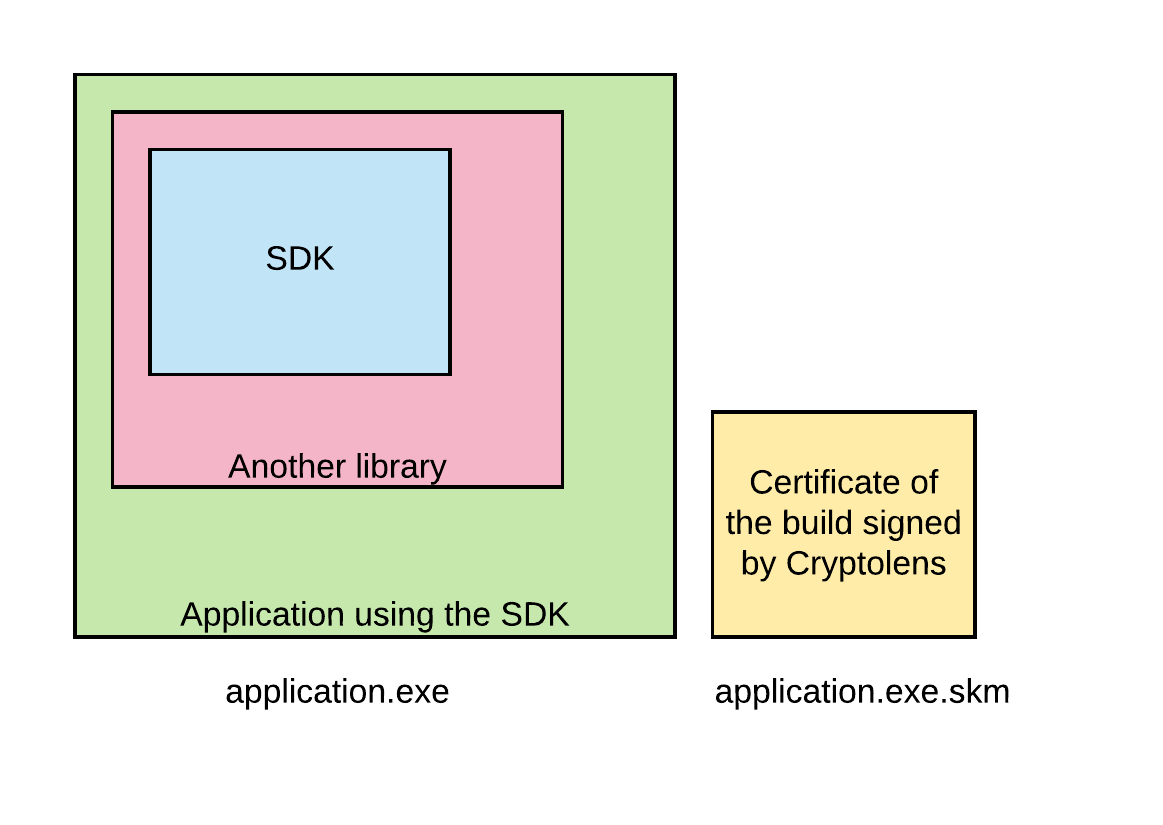 SDK
Another library
Application using the SDK
application.exe
Certificate of
the build signed
by Cryptolens
application.exe.skm